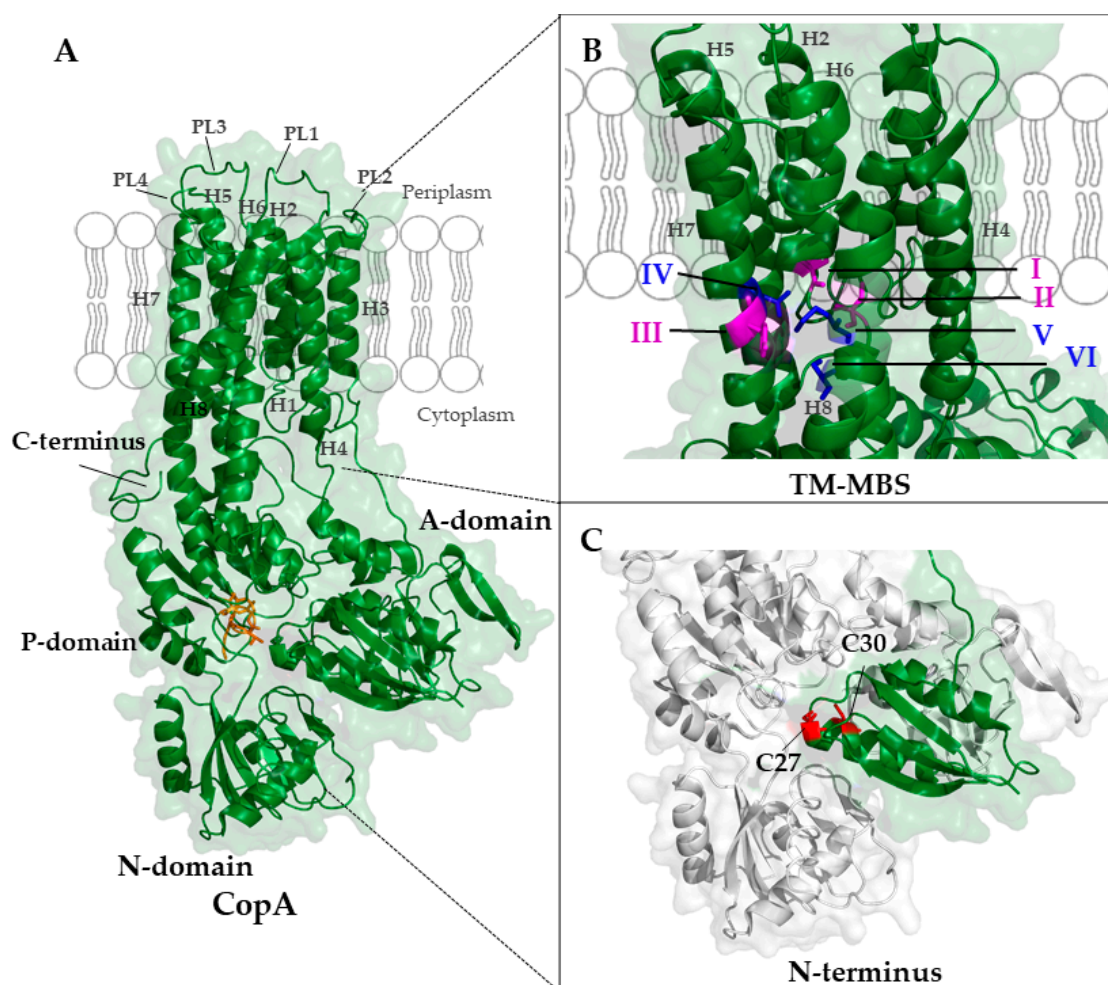 A
PL3
PL1
PL4
PL2
H5
H6
H2
Periplasm
H7
H3
H1
Cytoplasm
H8
C-terminus
H4
A-domain
P-domain
N-domain
CopA
B
H5
H2
H6
H7
H4
IV
I
II
III
V
VI
H8
TM-MBS
C
C30
C27
N-terminus